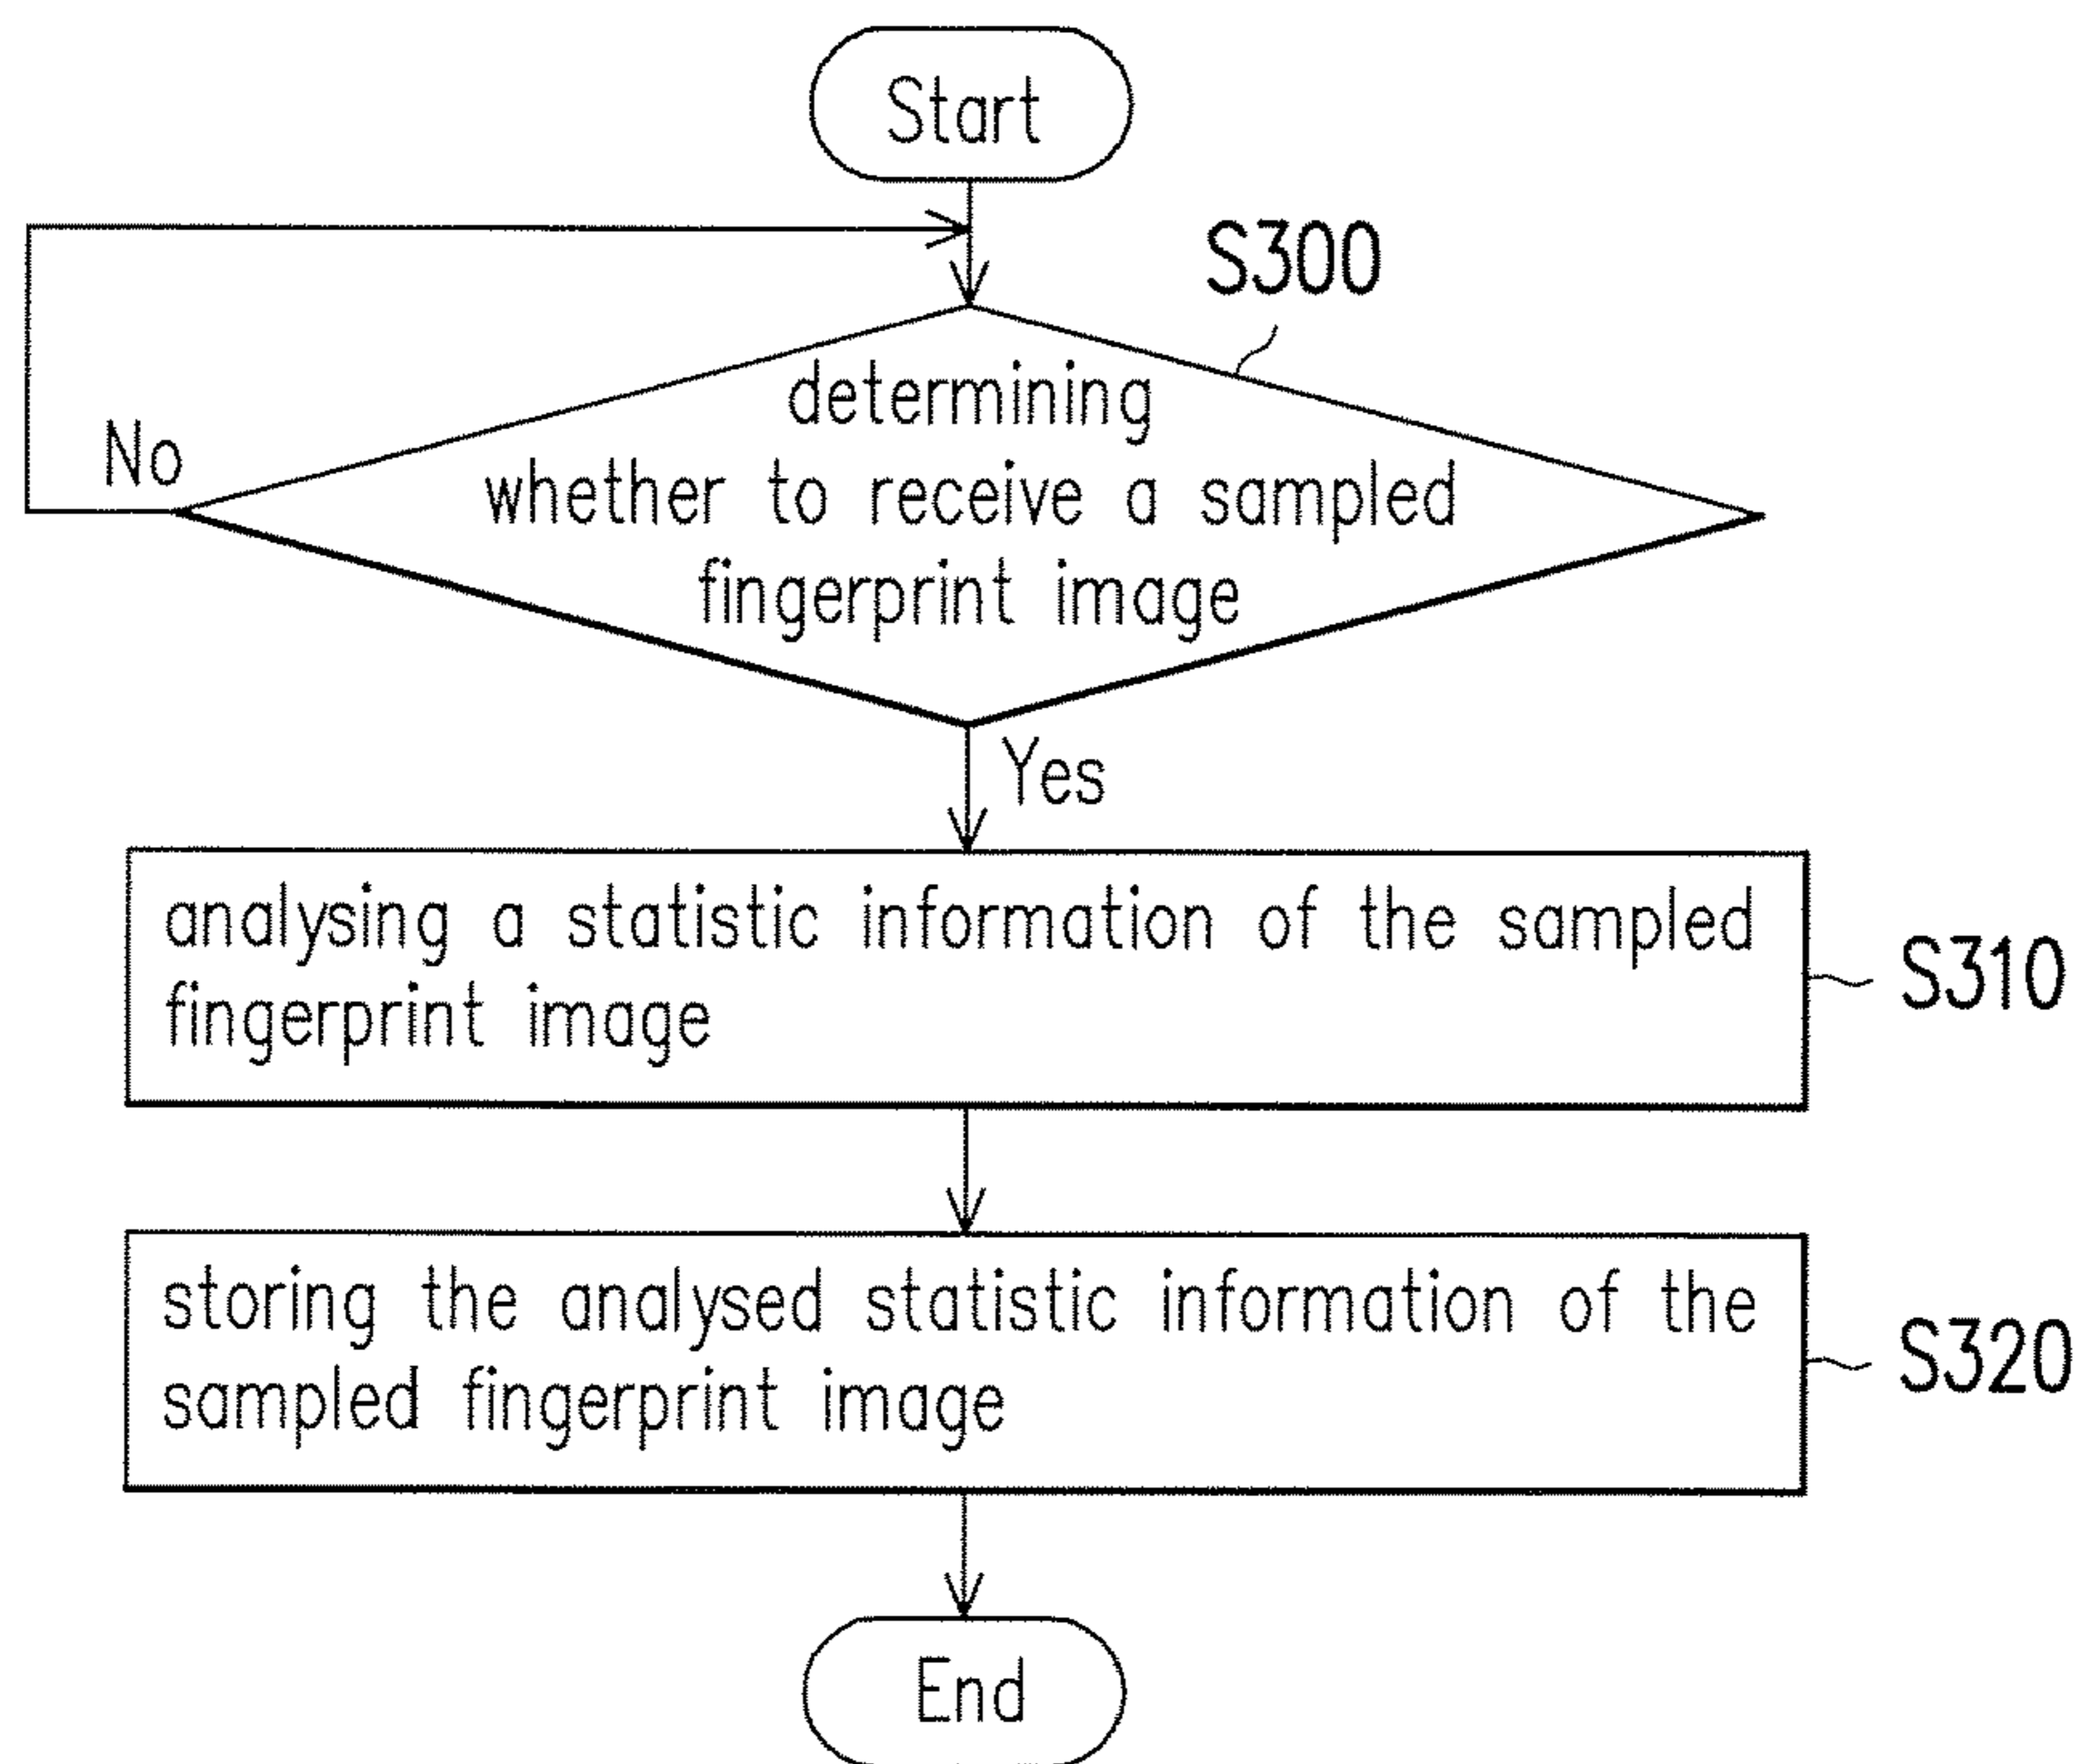 Start
S300
determining
whether to receive a sampled
fingerprint image
No
Yes
analysing a statistic information of the sampled
fingerprint image
S310
storing the analysed statistic information of the
sampled fingerprint image
S320
End